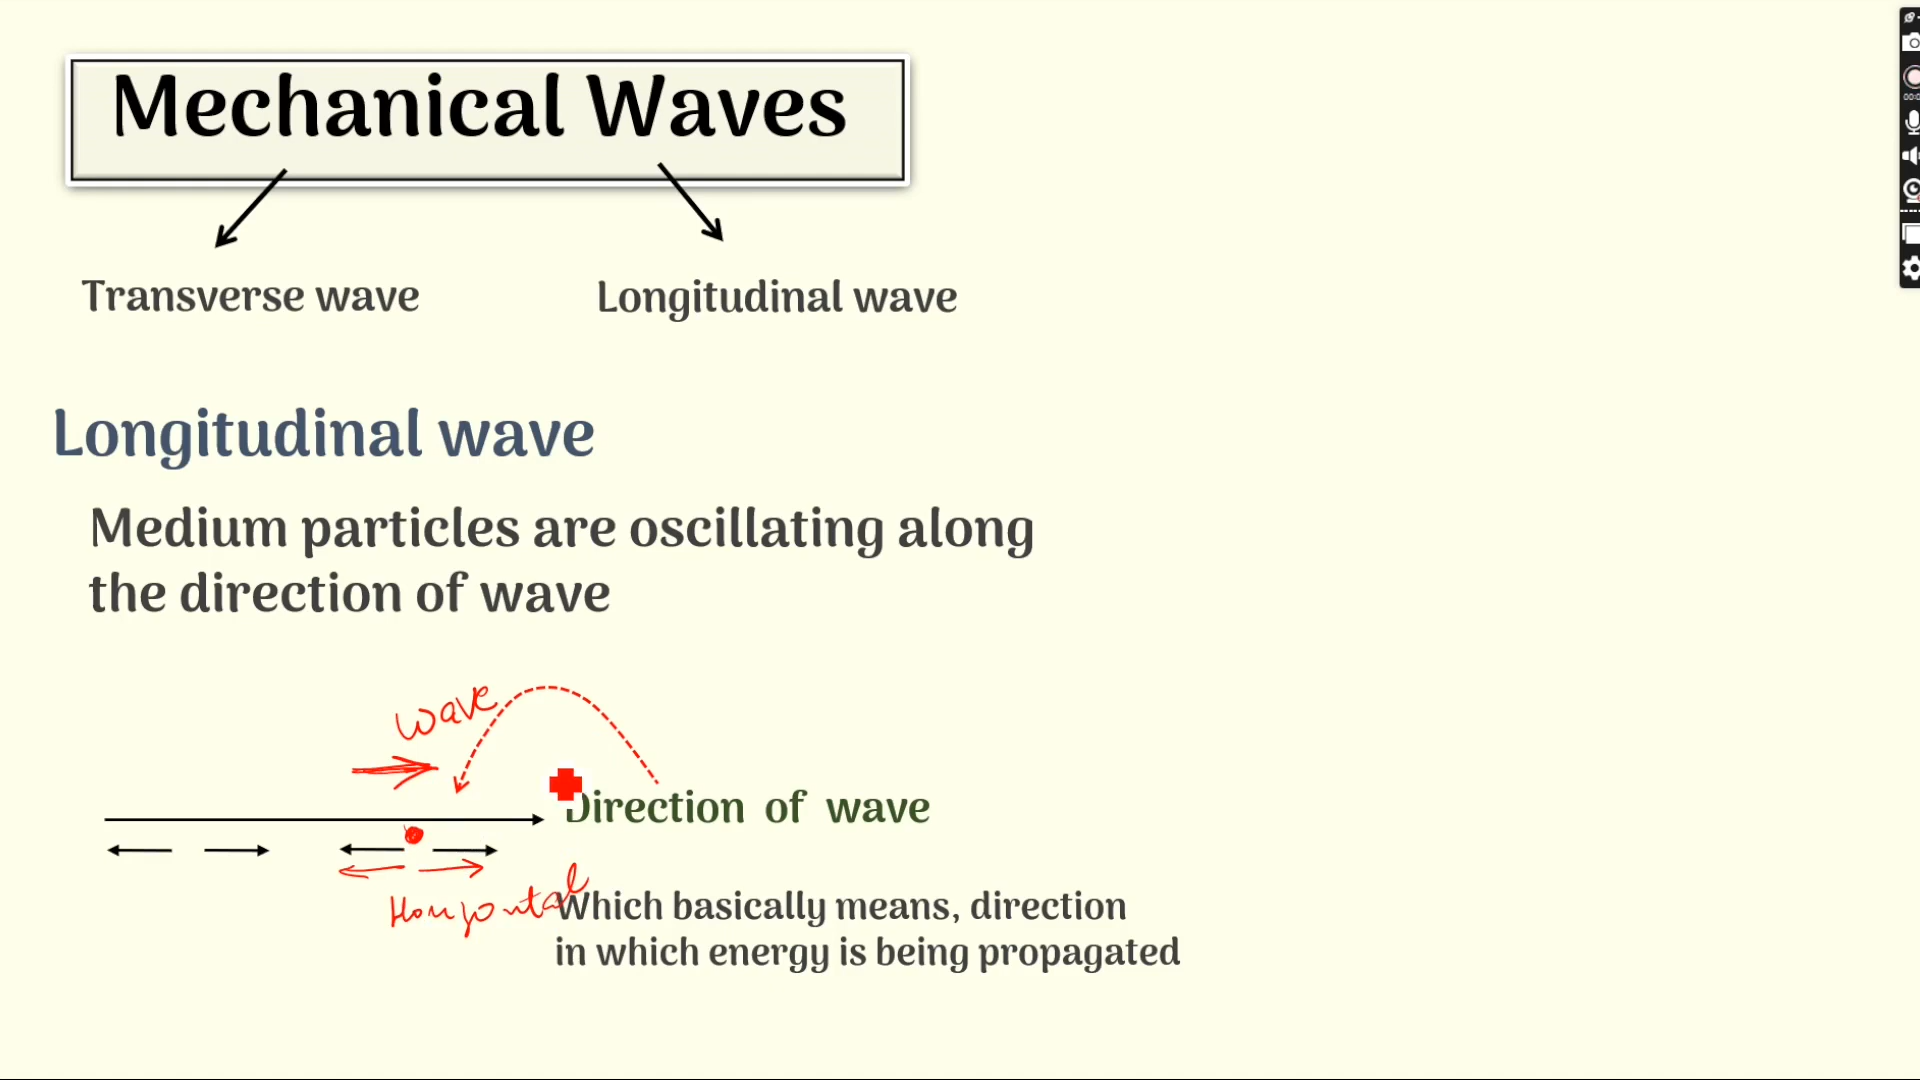 Mechanical Waves
Transverse wave
Longitudinal wave
Longitudinal wave
Medium particles are oscillating along
the direction of wave
wave
Direction of wave
Horizontal
Which basically means, direction
in which energy is being propagated